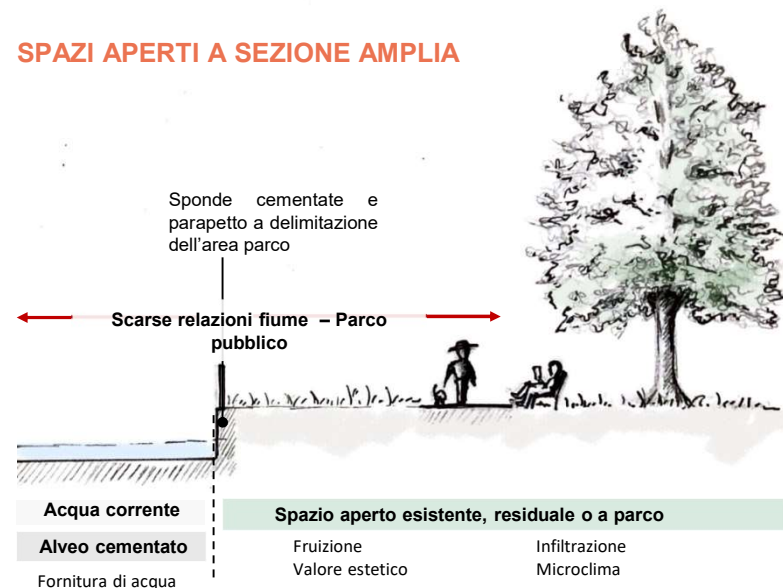 SPAZI APERTI A SEZIONE AMPLIA
Sponde cementate e
parapetto a delimitazione
dell'area parco
Scarse relazioni fiume – Parco
pubblico
Acqua corrente
Alveo cementato
Fornitura di acqua
Spazio aperto esistente, residuale o a parco
Fruizione
Valore estetico
Infiltrazione
Microclima